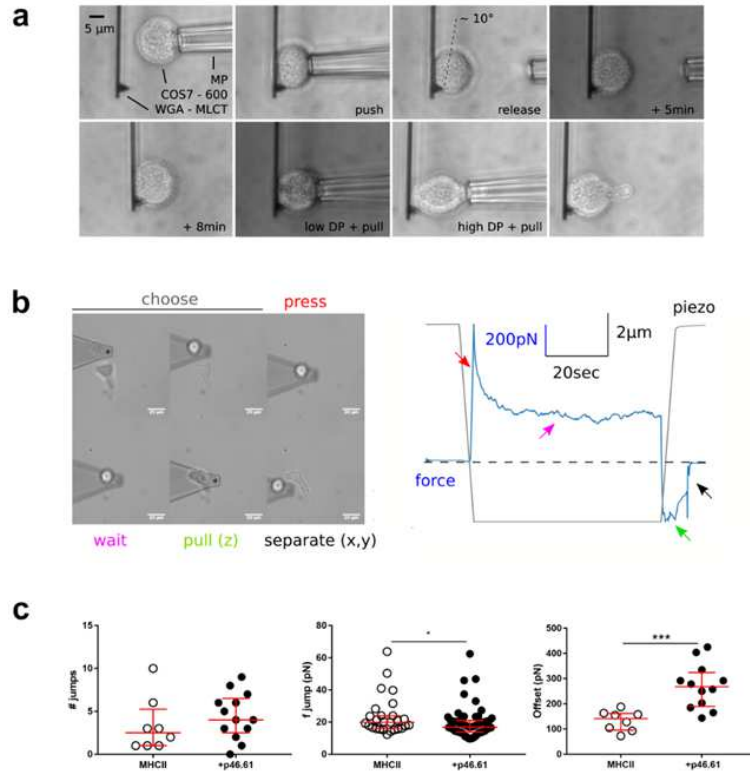 a
5 µm
MP
COS7 - 600
WGA - MLCT
push
~ 10°
release
+ 5min
+ 8min
low DP + pull
high DP + pull
b
choose
press
wait
pull (z)
separate (x,y)
piezo
200pN
2µm
20sec
force
c
# jumps
15
10
5
0
MHCII
+p46.61
f jump (pN)
80
60
40
20
0
*
MHCII
+p46.61
Offset (pN)
500
400
300
200
100
0
***
MHCII
+p46.61